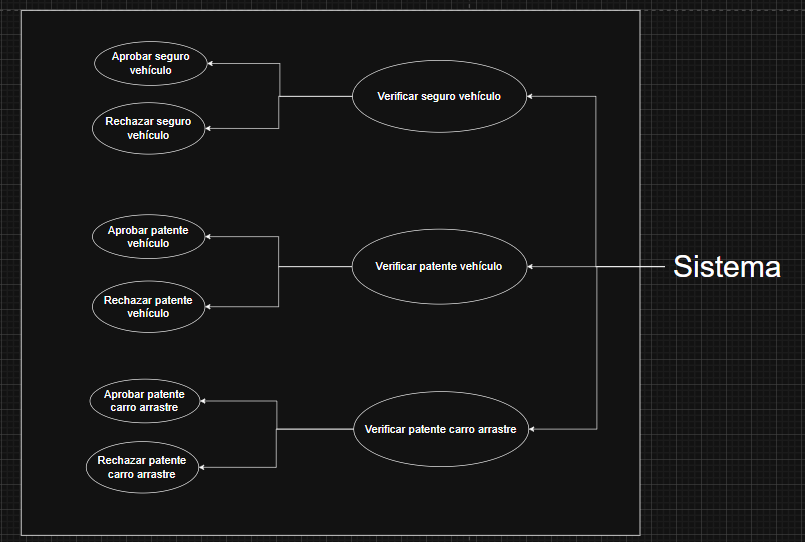 Aprobar seguro
vehículo
Verificar seguro vehículo
Rechazar seguro
vehículo
Aprobar patente
vehículo
Verificar patente vehículo
Sistema
Rechazar patente
vehículo
Aprobar patente
carro arrastre
Verificar patente carro arrastre
Rechazar patente
carro arrastre